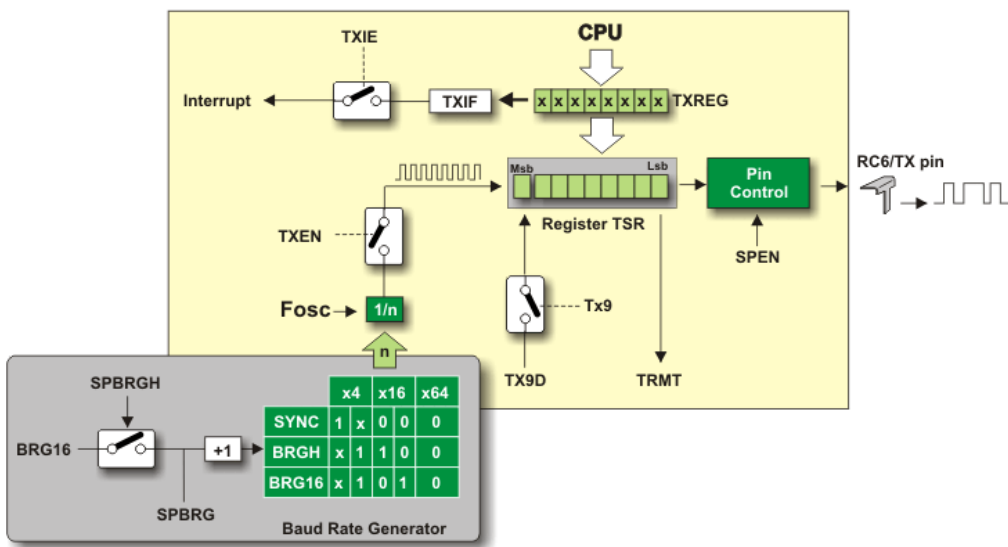 TXIE
CPU
Interrupt
TXIF
x x x x x x x x
TXREG
Msb
Lsb
RC6/TX pin
Pin
Control
Register TSR
TXEN
SPEN
Fosc
1/n
Tx9
n
TX9D
TRMT
SPBRGH
x4 x16 x64
SYNC 1 x 0 0 0
BRG16
+1
BRGH x 1 1 0 0
BRG16 x 1 0 1 0
SPBRG
Baud Rate Generator